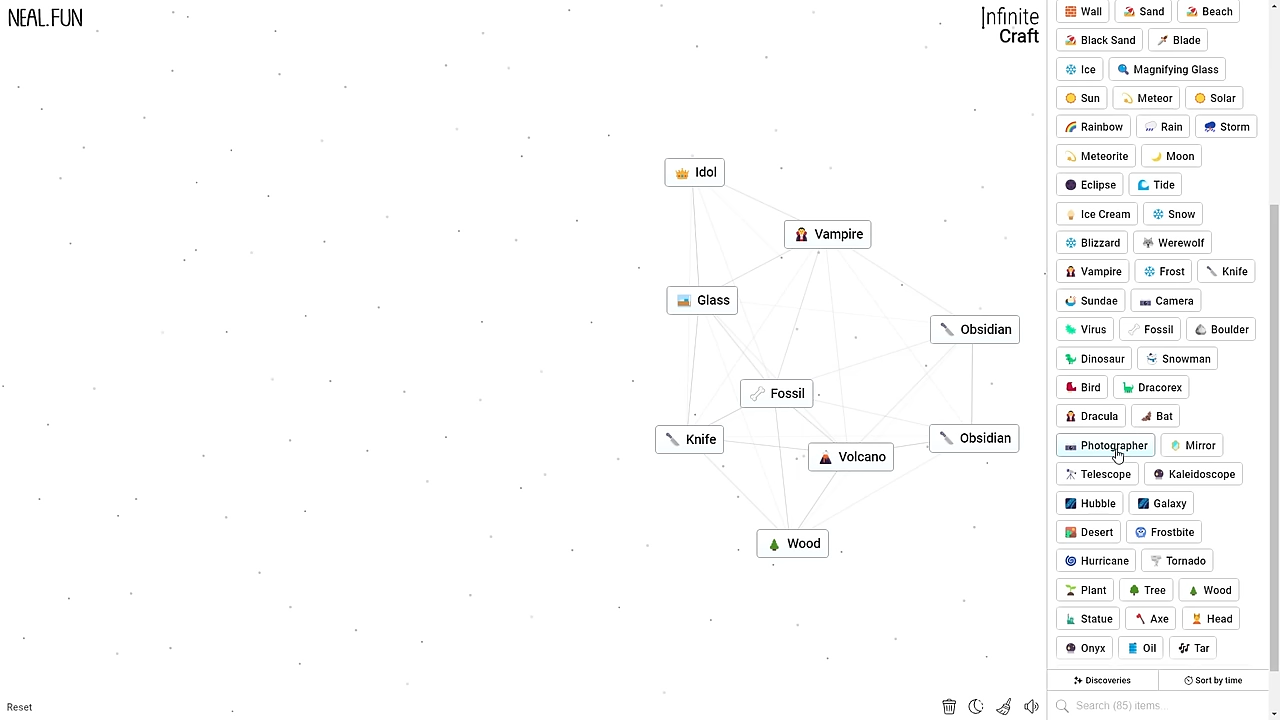 NEAL.FUN
Infinite
Craft
Idol
Vampire
Glass
Obsidian
Fossil
Knife
Obsidian
Volcano
Wood
Reset
Wall Sand Beach
Black Sand Blade
Ice Magnifying Glass
Sun Meteor Solar
Rainbow Rain Storm
Meteorite Moon
Eclipse Tide
Ice Cream Snow
Blizzard Werewolf
Vampire Frost Knife
Sundae Camera
Virus Fossil Boulder
Dinosaur Snowman
Bird Dracorex
Dracula Bat
Photographer Mirror
Telescope Kaleidoscope
Hubble Galaxy
Desert Frostbite
Hurricane Tornado
Plant Tree Wood
Statue Axe Head
Onyx Oil Tar
Discoveries Sort by time
Search (85) items...